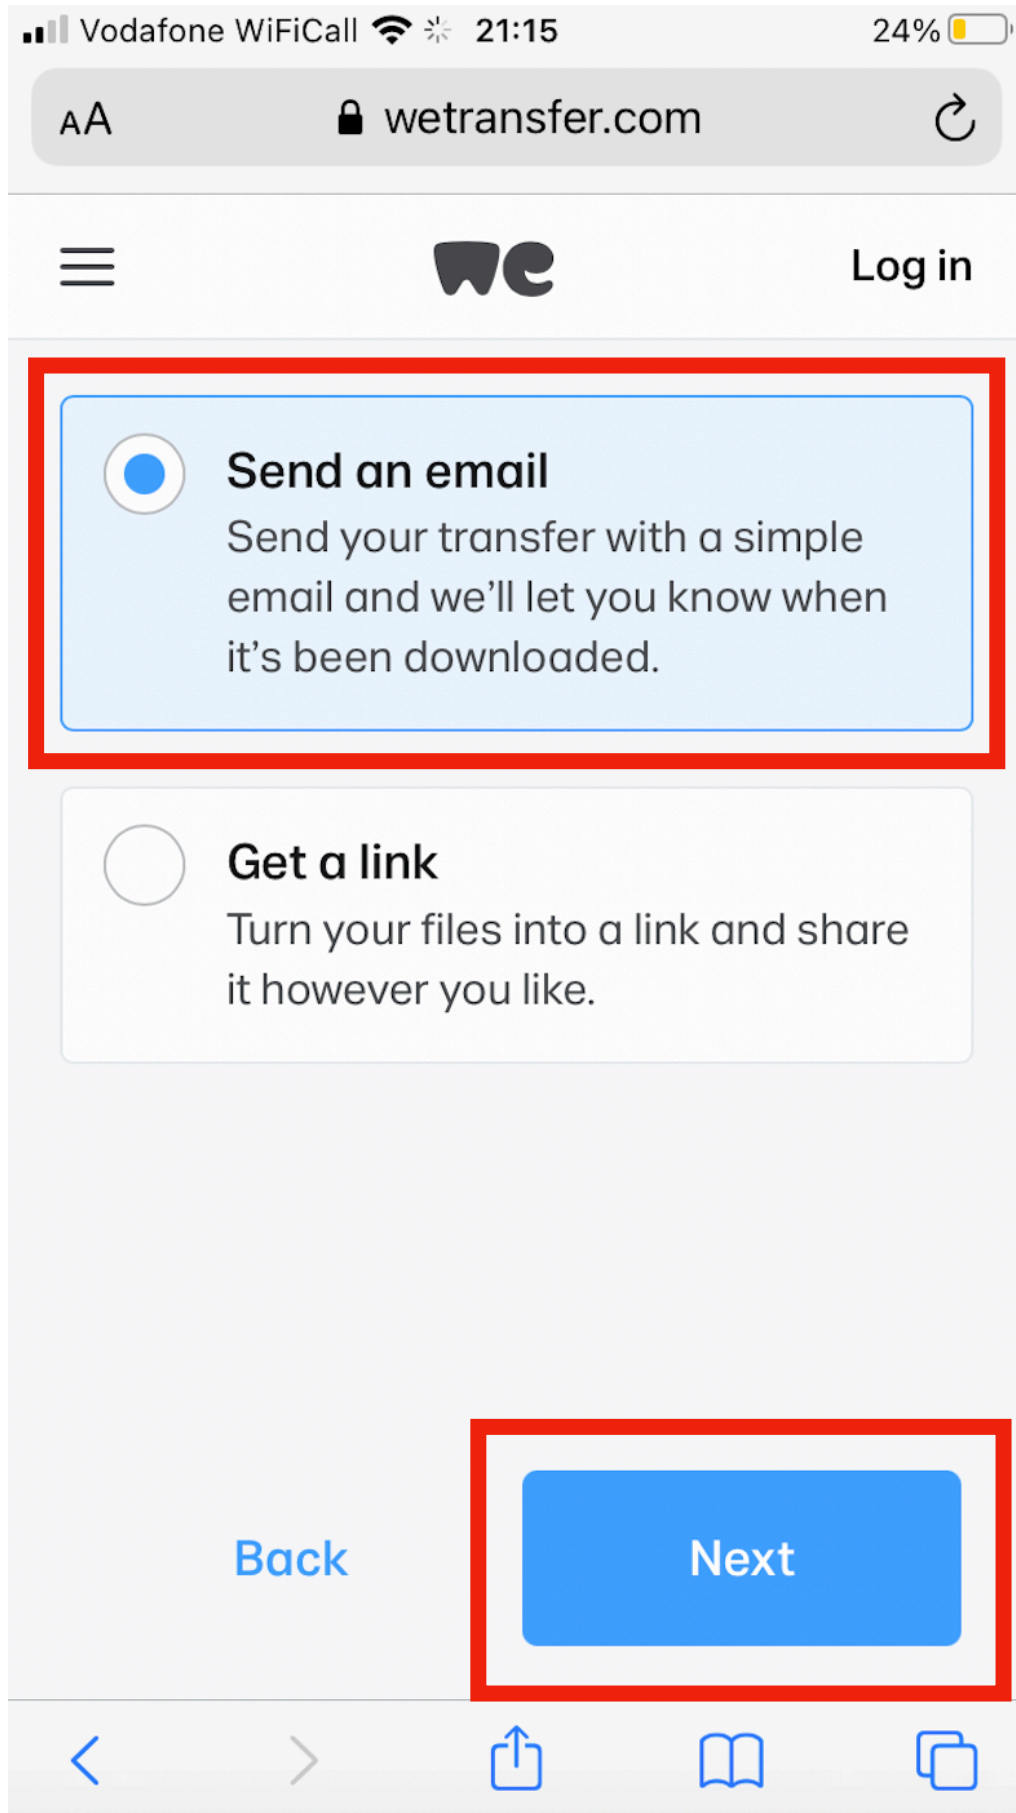 Vodafone WiFiCall 21:15 24%
AA wetransfer.com
we Log in
Send an email
Send your transfer with a simple
email and we’ll let you know when
it’s been downloaded.
Get a link
Turn your files into a link and share
it however you like.
Back Next